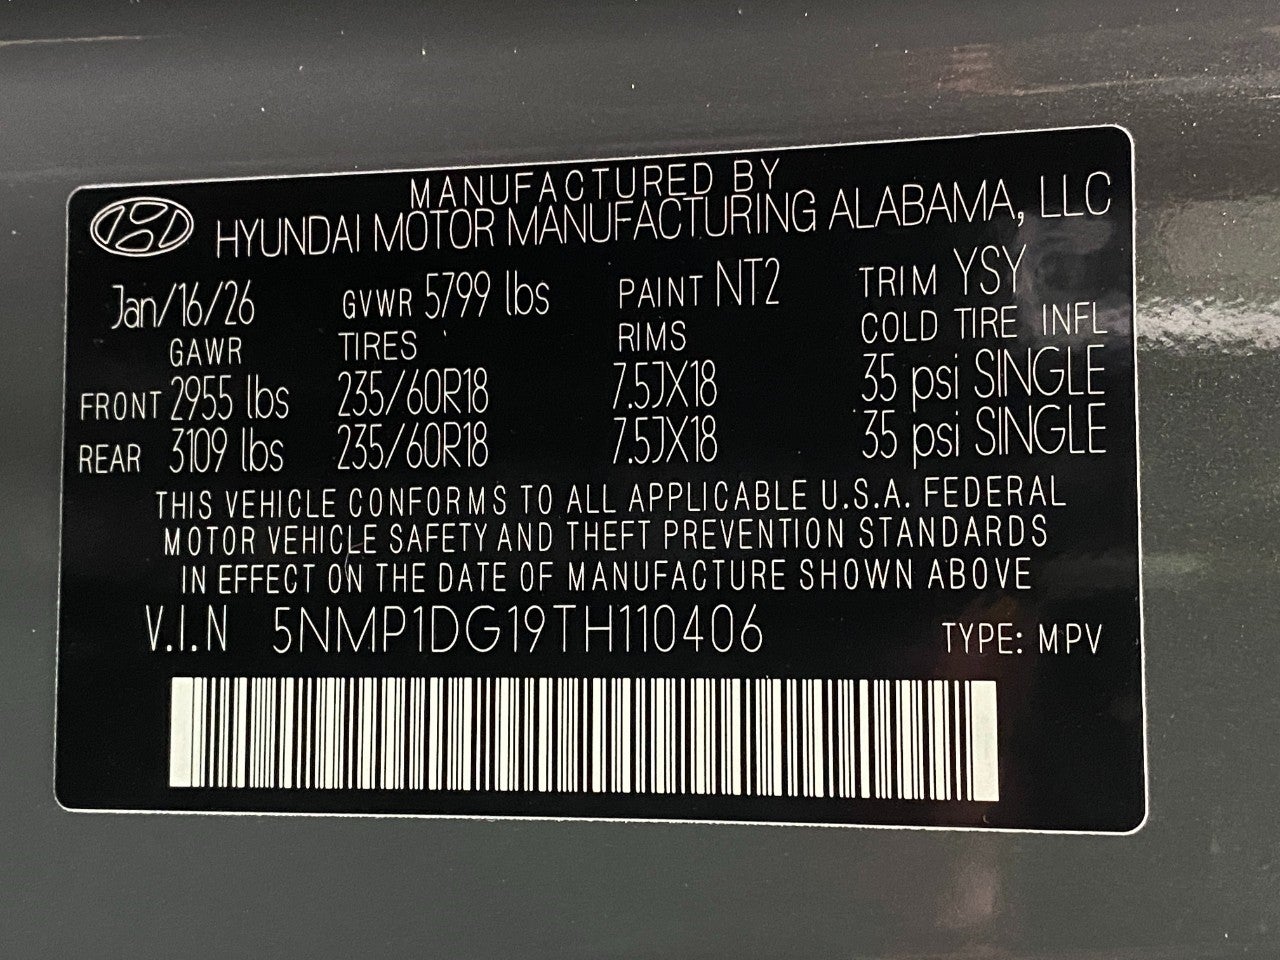 MANUFACTURED BY
HYUNDAI MOTOR MANUFACTURING ALABAMA, LLC
Jan/16/26 GVWR 5799 lbs PAINT NT2 TRIM YSY
GAWR TIRES RIMS COLD TIRE INFL
FRONT 2955 lbs 235/60R18 7.5JX18 35 psi SINGLE
REAR 3109 lbs 235/60R18 7.5JX18 35 psi SINGLE
THIS VEHICLE CONFORMS TO ALL APPLICABLE U.S.A. FEDERAL
MOTOR VEHICLE SAFETY AND THEFT PREVENTION STANDARDS
IN EFFECT ON THE DATE OF MANUFACTURE SHOWN ABOVE
V.I.N 5NMP1DG19TH110406 TYPE: MPV